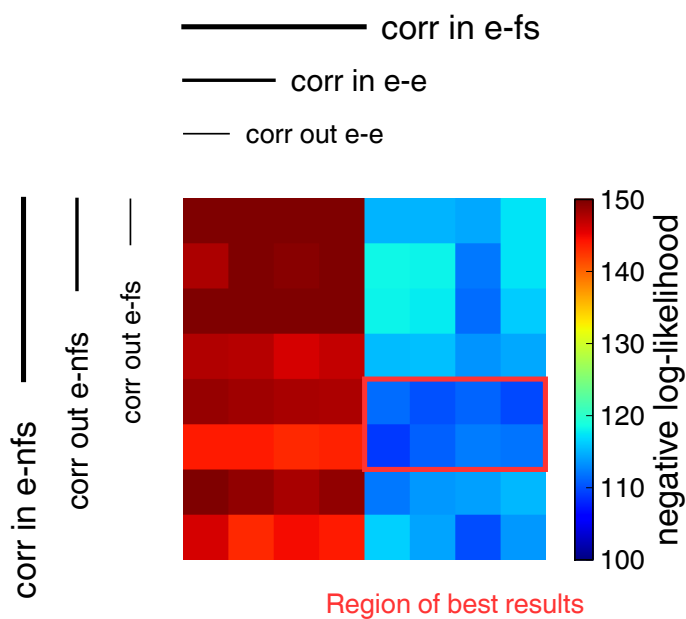 corr in e-fs
corr in e-e
corr out e-e
corr in e-nfs
corr out e-nfs
corr out e-fs
150
140
130
120
110
100
negative log-likelihood
Region of best results